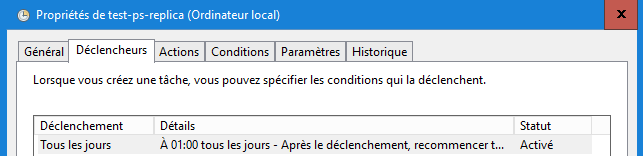 Propriétés de test-ps-replica (Ordinateur local)
x
Général Déclencheurs Actions Conditions Paramètres Historique
Lorsque vous créez une tâche, vous pouvez spécifier les conditions qui la déclenchent.
Déclenchement Détails Statut
Tous les jours À 01:00 tous les jours - Après le déclenchement, recommencer t... Activé